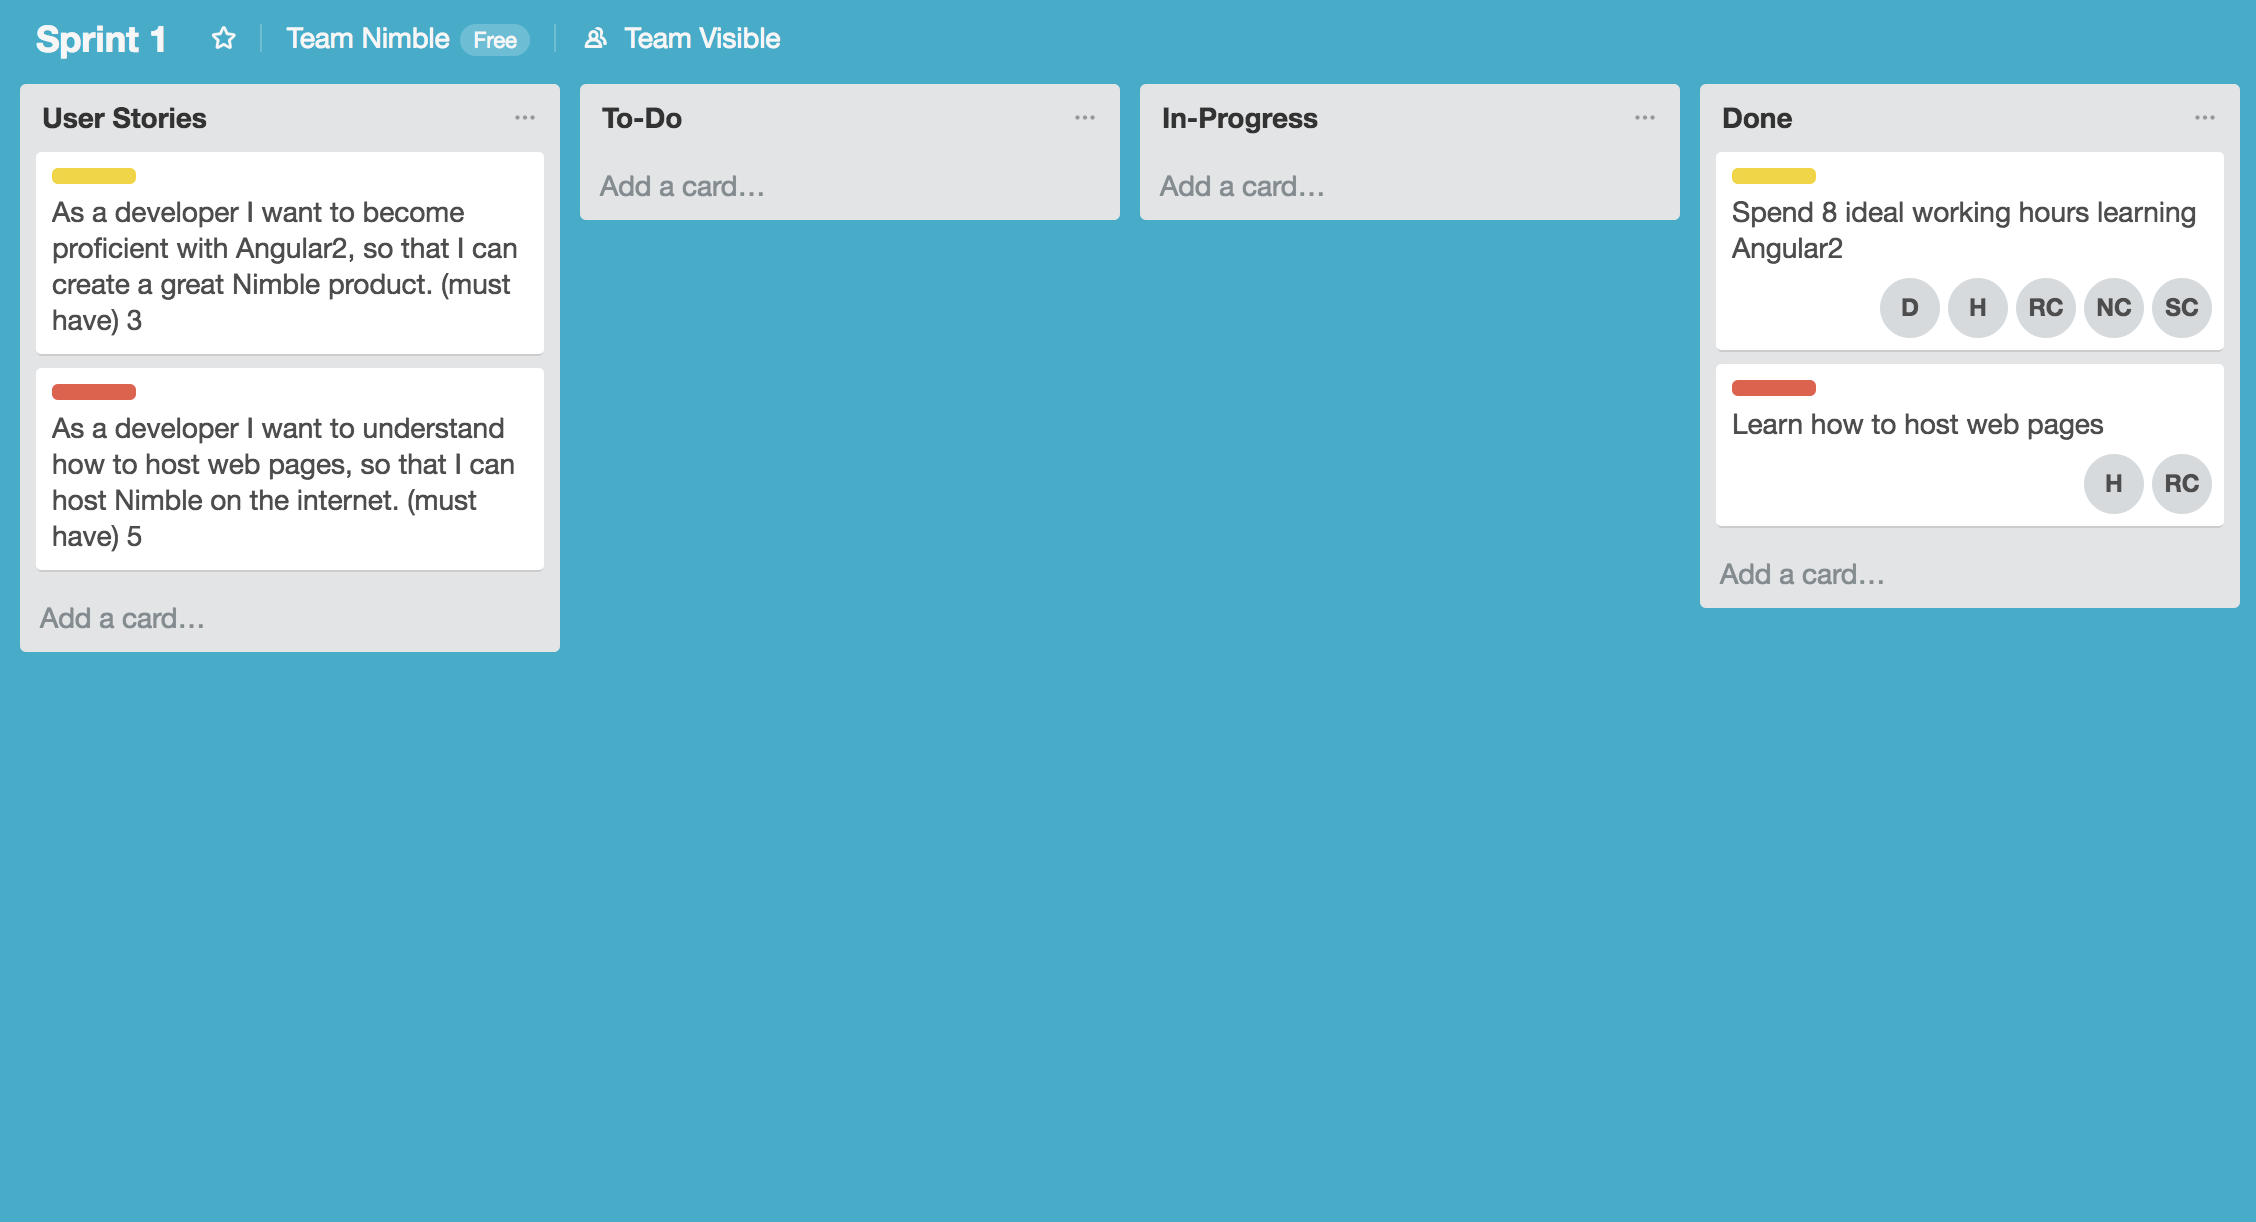 Sprint 1
Team Nimble Free
Team Visible
User Stories
As a developer I want to become
proficient with Angular2, so that I can
create a great Nimble product. (must
have) 3
As a developer I want to understand
how to host web pages, so that I can
host Nimble on the internet. (must
have) 5
Add a card...
To-Do
Add a card...
In-Progress
Add a card...
Done
Spend 8 ideal working hours learning
Angular2
D H RC NC SC
Learn how to host web pages
H RC
Add a card...